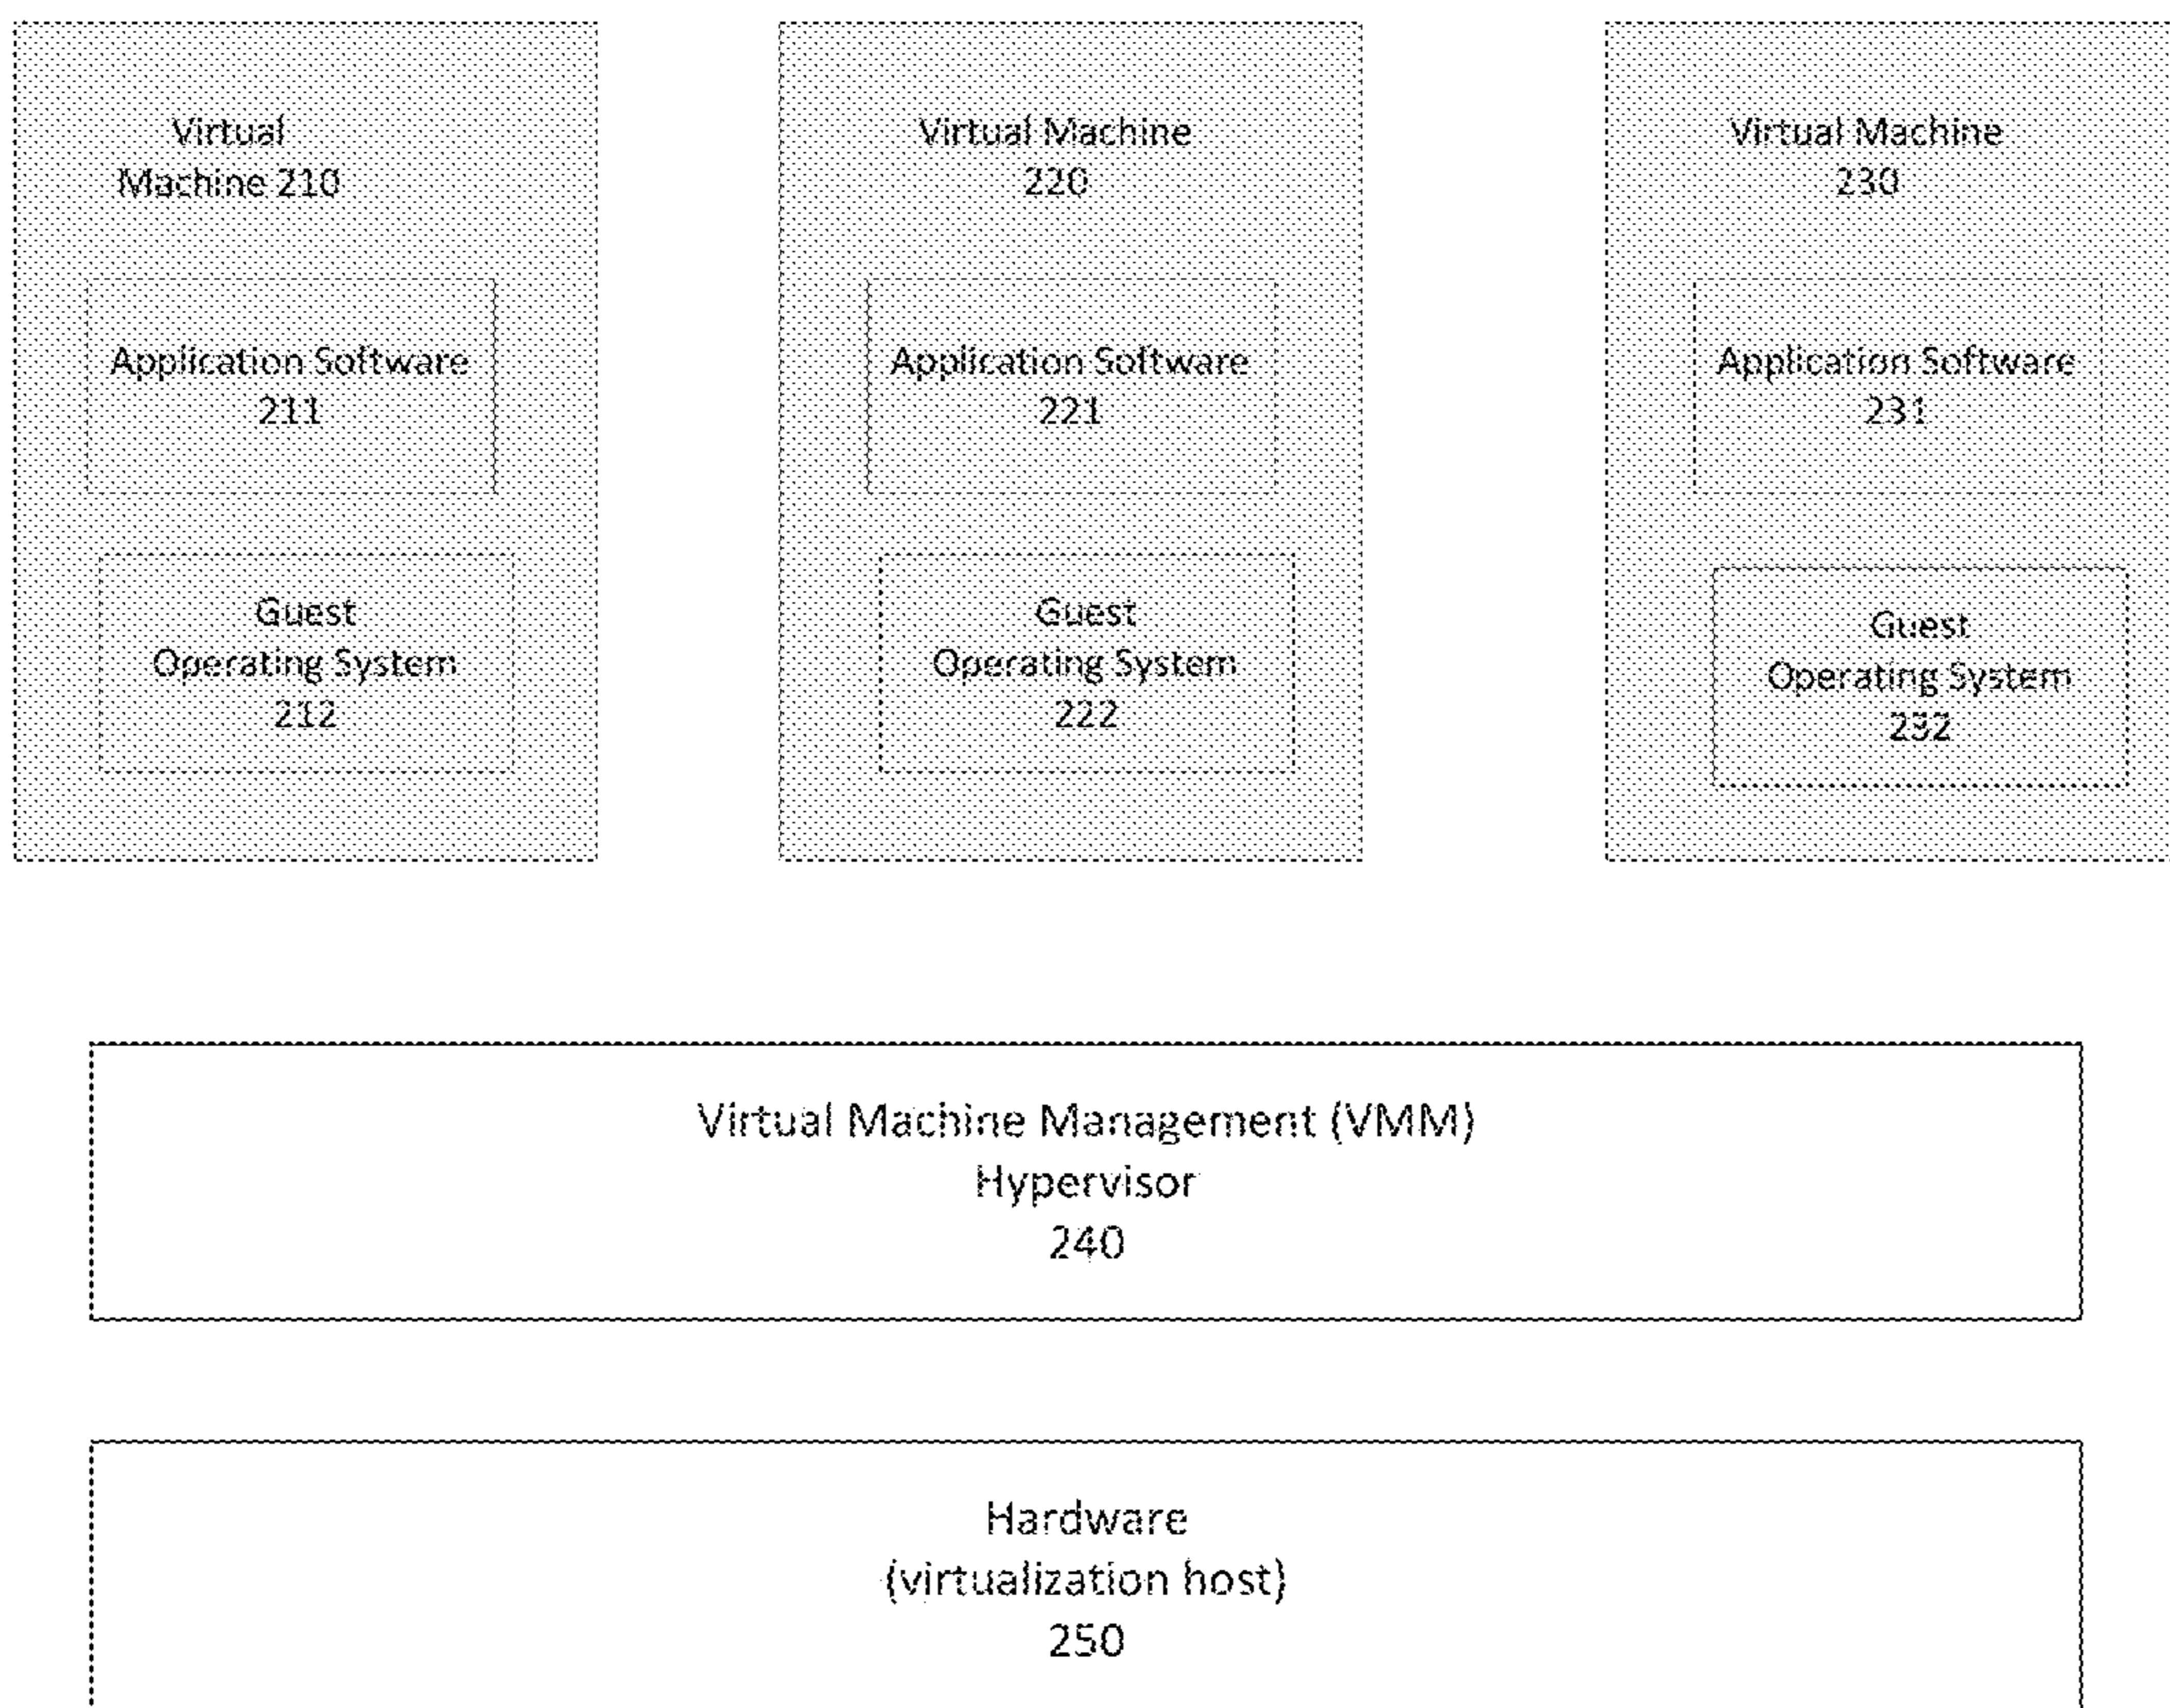 Virtual
Machine 210
Application Software
211
Guest
Operating System
212
Virtual Machine
220
Application Software
221
Guest
Operating System
222
Virtual Machine
230
Application Software
231
Guest
Operating System
232
Virtual Machine Management (VMM)
Hypervisor
240
Hardware
(virtualization host)
250